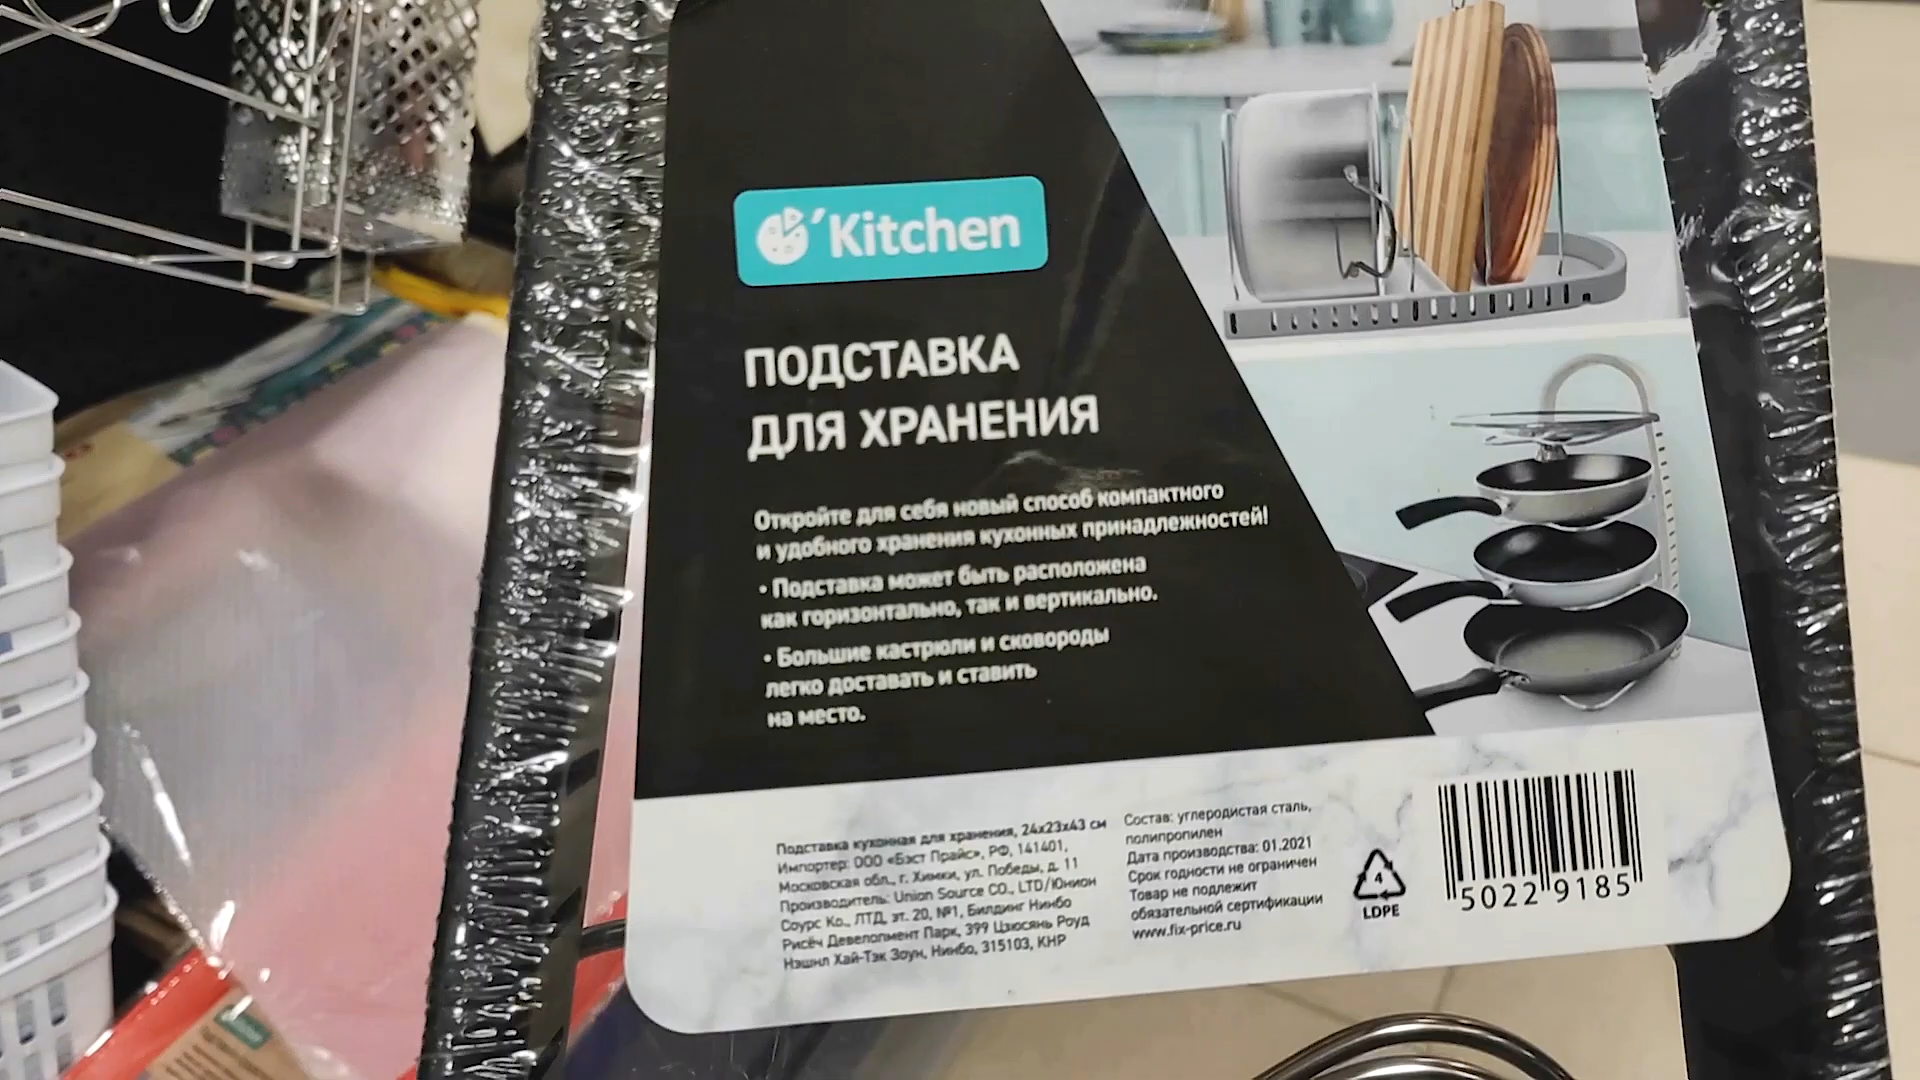 Kitchen
ПОДСТАВКА
ДЛЯ ХРАНЕНИЯ
Откройте для себя новый способ компактного
и удобного хранения кухонных принадлежностей!
• Подставка может быть расположена
как горизонтально, так и вертикально.
• Большие кастрюли и сковороды
легко доставать и ставить
на место.
Подставка кухонная для хранения, 24x23x43 см
Импортер: ООО «Бэст Прайс», РФ, 141401,
Московская обл., г. Химки, ул. Победы, д. 11
Производитель: Union Source CO., LTD/Юнион
Соурс Ко., ЛТД, эт. 20, №1, Билдинг Нинбо
Рисёч Девелопмент Парк, 399 Цзюсянь Роуд
Нэшнл Хай-Тэк Зоун, Нинбо, 315103, КНР
Состав: углеродистая сталь,
полипропилен
Дата производства: 01.2021
Срок годности не ограничен
Товар не подлежит
обязательной сертификации
www.fix-price.ru
4
LDPE
5022 9185